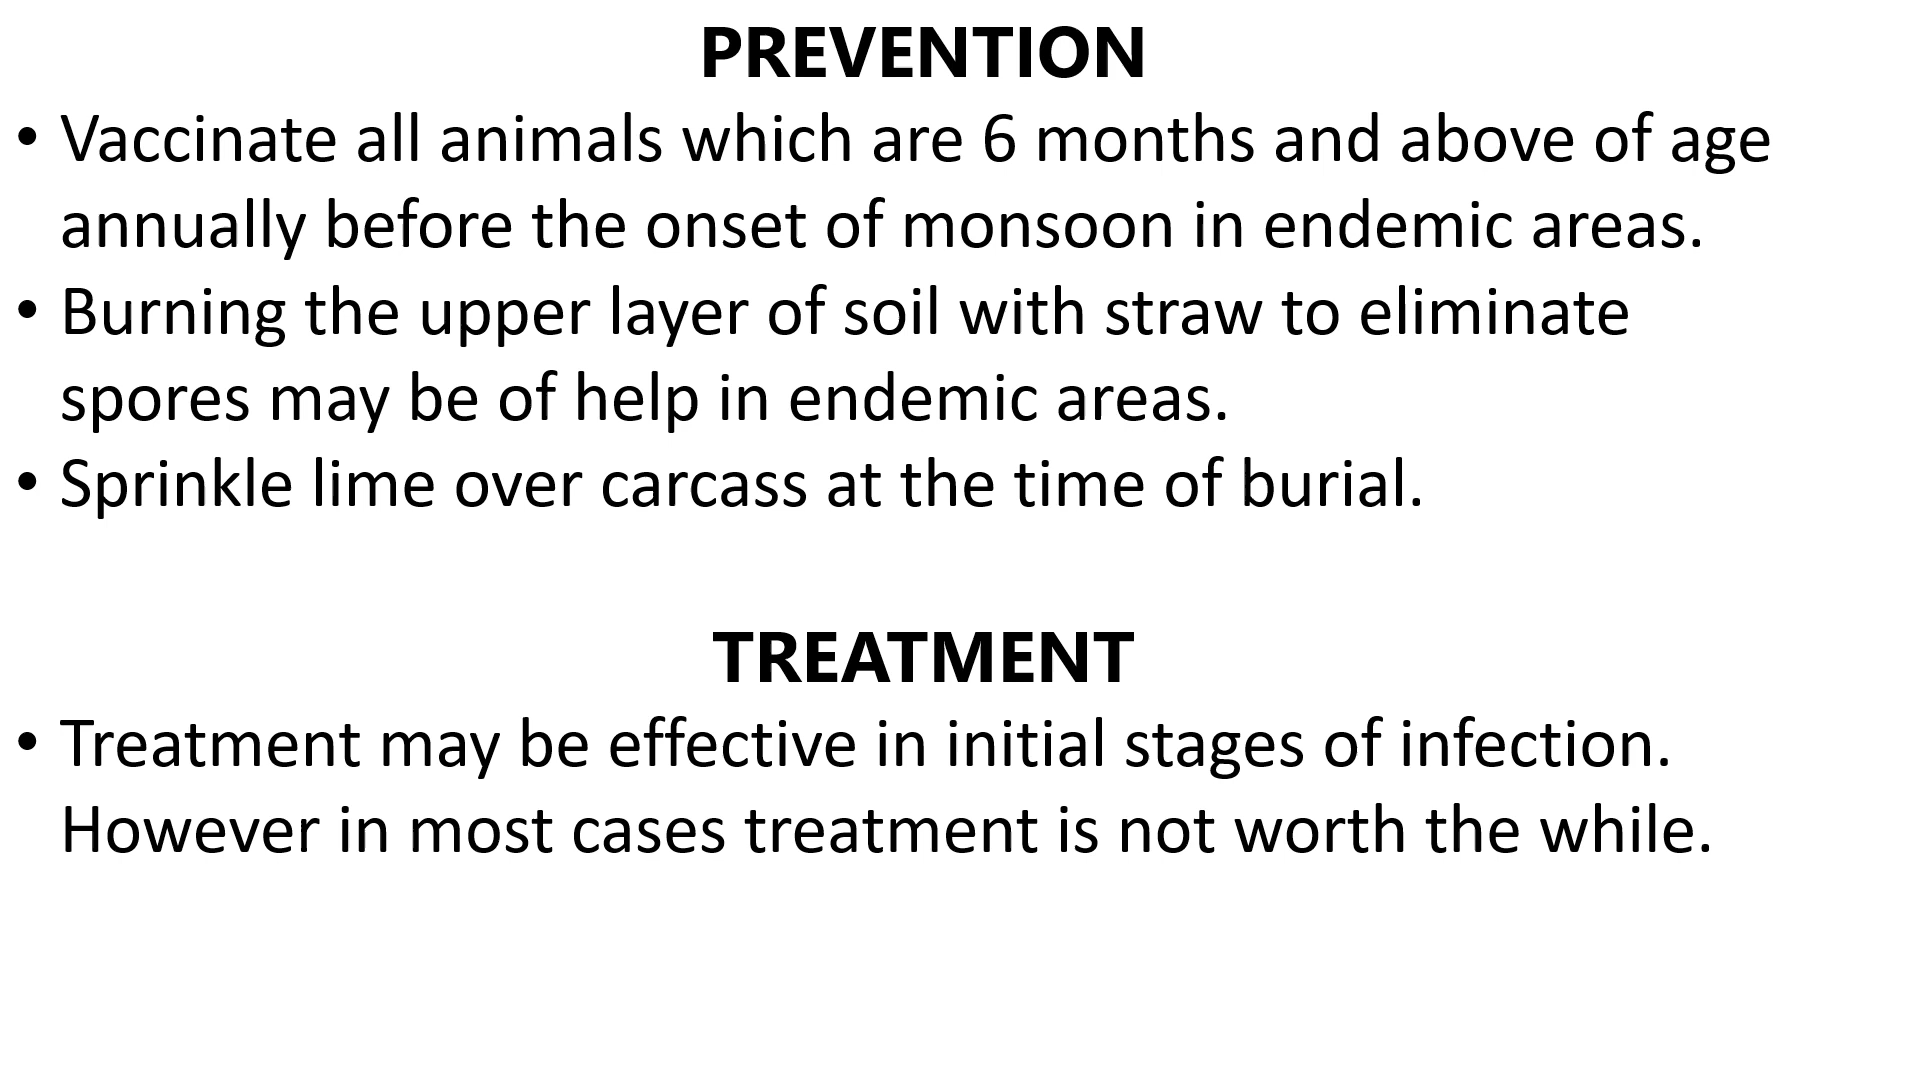 PREVENTION
• Vaccinate all animals which are 6 months and above of age
annually before the onset of monsoon in endemic areas.
• Burning the upper layer of soil with straw to eliminate
spores may be of help in endemic areas.
• Sprinkle lime over carcass at the time of burial.
TREATMENT
• Treatment may be effective in initial stages of infection.
However in most cases treatment is not worth the while.